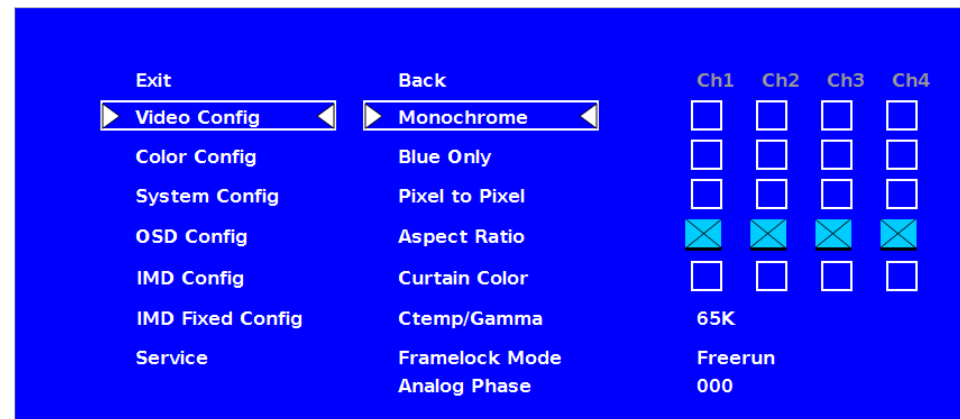 Exit Back Ch1 Ch2 Ch3 Ch4
Video Config Monochrome
Color Config Blue Only
System Config Pixel to Pixel
OSD Config Aspect Ratio
IMD Config Curtain Color
IMD Fixed Config Ctemp/Gamma 65K
Service Framelock Mode Freerun
Analog Phase 000